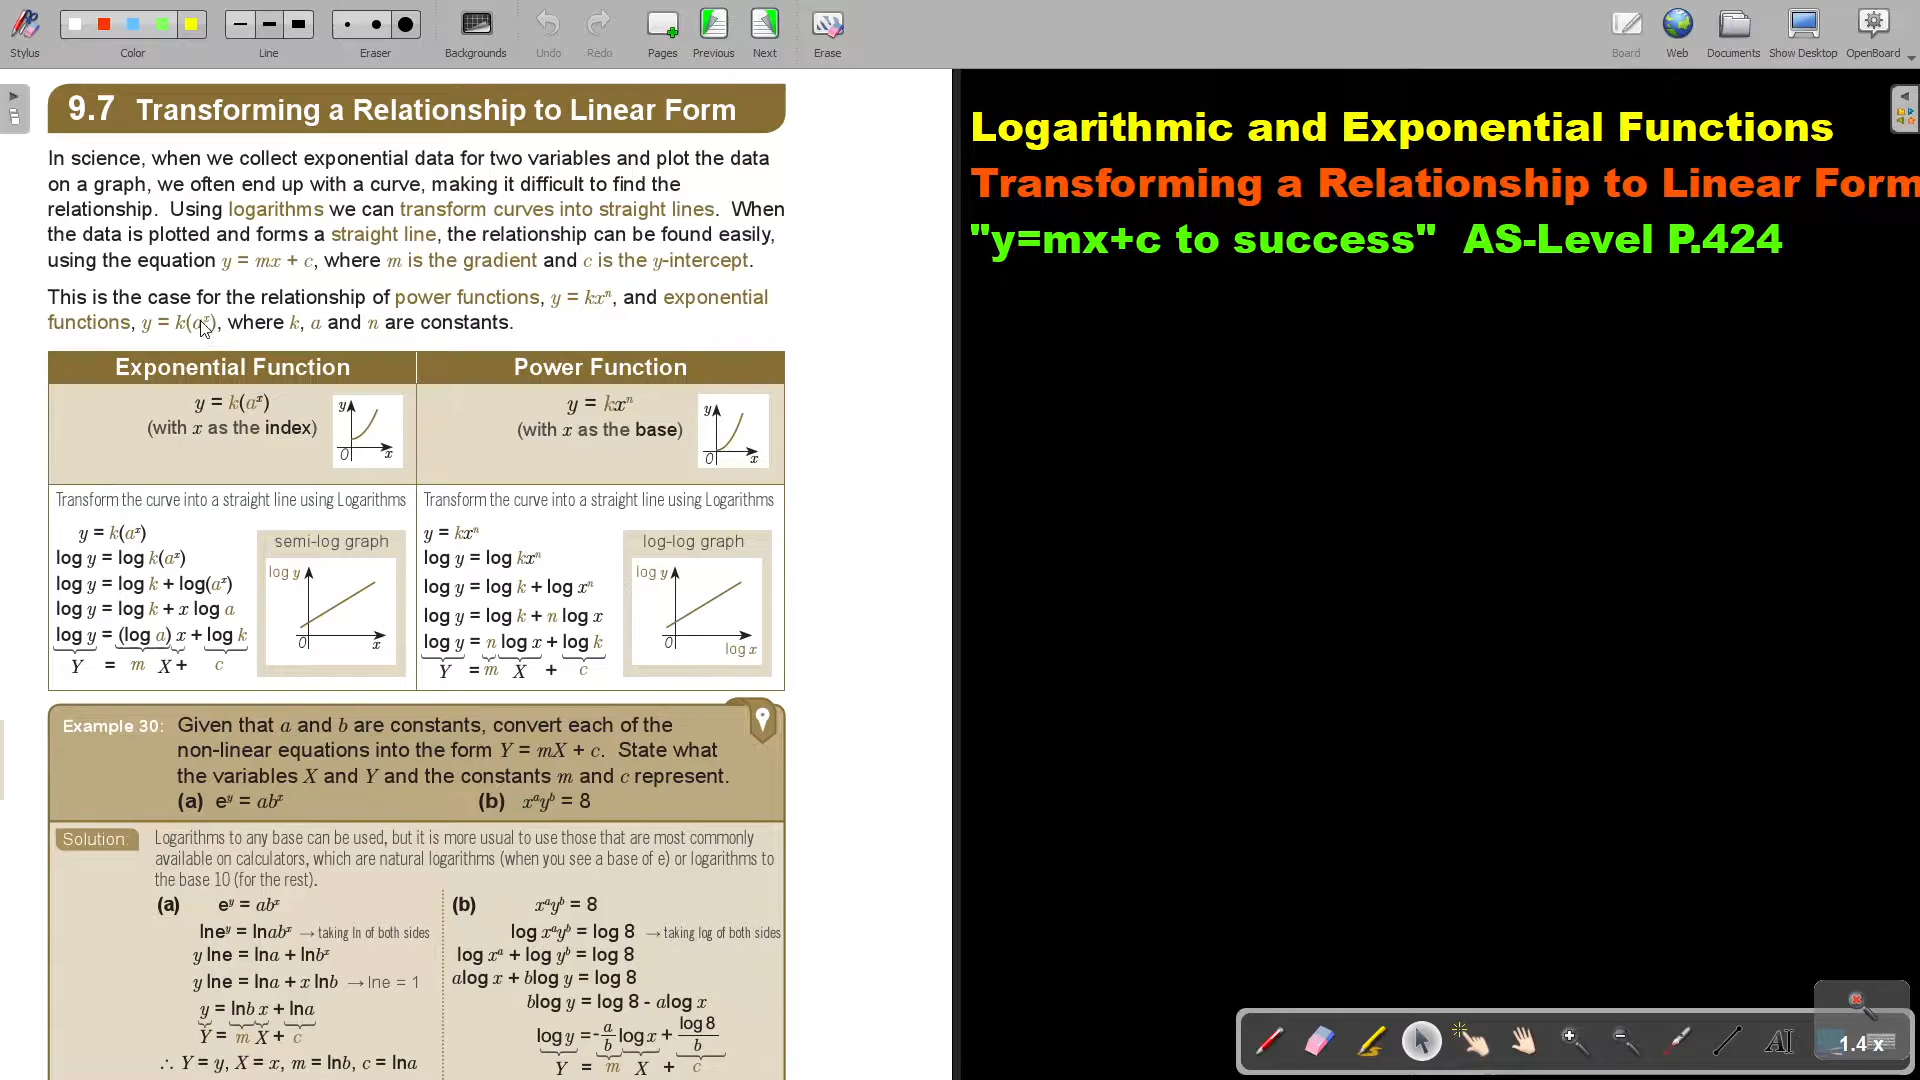 Stylus
Color
Line
Eraser
Backgrounds
Undo
Redo
Pages
Previous
Next
Erase
Board
Web
Documents
Show Desktop
OpenBoard
9.7 Transforming a Relationship to Linear Form
In science, when we collect exponential data for two variables and plot the data
on a graph, we often end up with a curve, making it difficult to find the
relationship. Using logarithms we can transform curves into straight lines. When
the data is plotted and forms a straight line, the relationship can be found easily,
using the equation y = mx + c, where m is the gradient and c is the y-intercept.
This is the case for the relationship of power functions, y = kxⁿ, and exponential
functions, y = k(aˣ), where k, a and n are constants.
Exponential Function
y = k(aˣ)
(with x as the index)
y
O
x
Transform the curve into a straight line using Logarithms
y = k(aˣ)
log y = log k(aˣ)
log y = log k + log(aˣ)
log y = log k + x log a
log y = (log a) x + log k
Y = m X + c
semi-log graph
log y
O
x
Power Function
y = kxⁿ
(with x as the base)
y
O
x
Transform the curve into a straight line using Logarithms
y = kxⁿ
log y = log kxⁿ
log y = log k + log xⁿ
log y = log k + n log x
log y = n log x + log k
Y = m X + c
log-log graph
log y
O
log x
Example 30: Given that a and b are constants, convert each of the
non-linear equations into the form Y = mX + c. State what
the variables X and Y and the constants m and c represent.
(a) eʸ = abˣ (b) xᵃyᵇ = 8
Solution: Logarithms to any base can be used, but it is more usual to use those that are most commonly
available on calculators, which are natural logarithms (when you see a base of e) or logarithms to
the base 10 (for the rest).
(a) eʸ = abˣ
lneʸ = lnabˣ → taking ln of both sides
y lne = lna + lnbˣ
y lne = lna + x lnb → lne = 1
y = lnb x + lna
Y = m X + c
∴ Y = y, X = x, m = lnb, c = lna
(b) xᵃyᵇ = 8
log xᵃyᵇ = log 8 → taking log of both sides
log xᵃ + log yᵇ = log 8
alog x + blog y = log 8
blog y = log 8 - alog x
log y = -a/b log x + log 8/b
Y = m X + c
Logarithmic and Exponential Functions
Transforming a Relationship to Linear Form
"y=mx+c to success" AS-Level P.424
AI
1.4 x